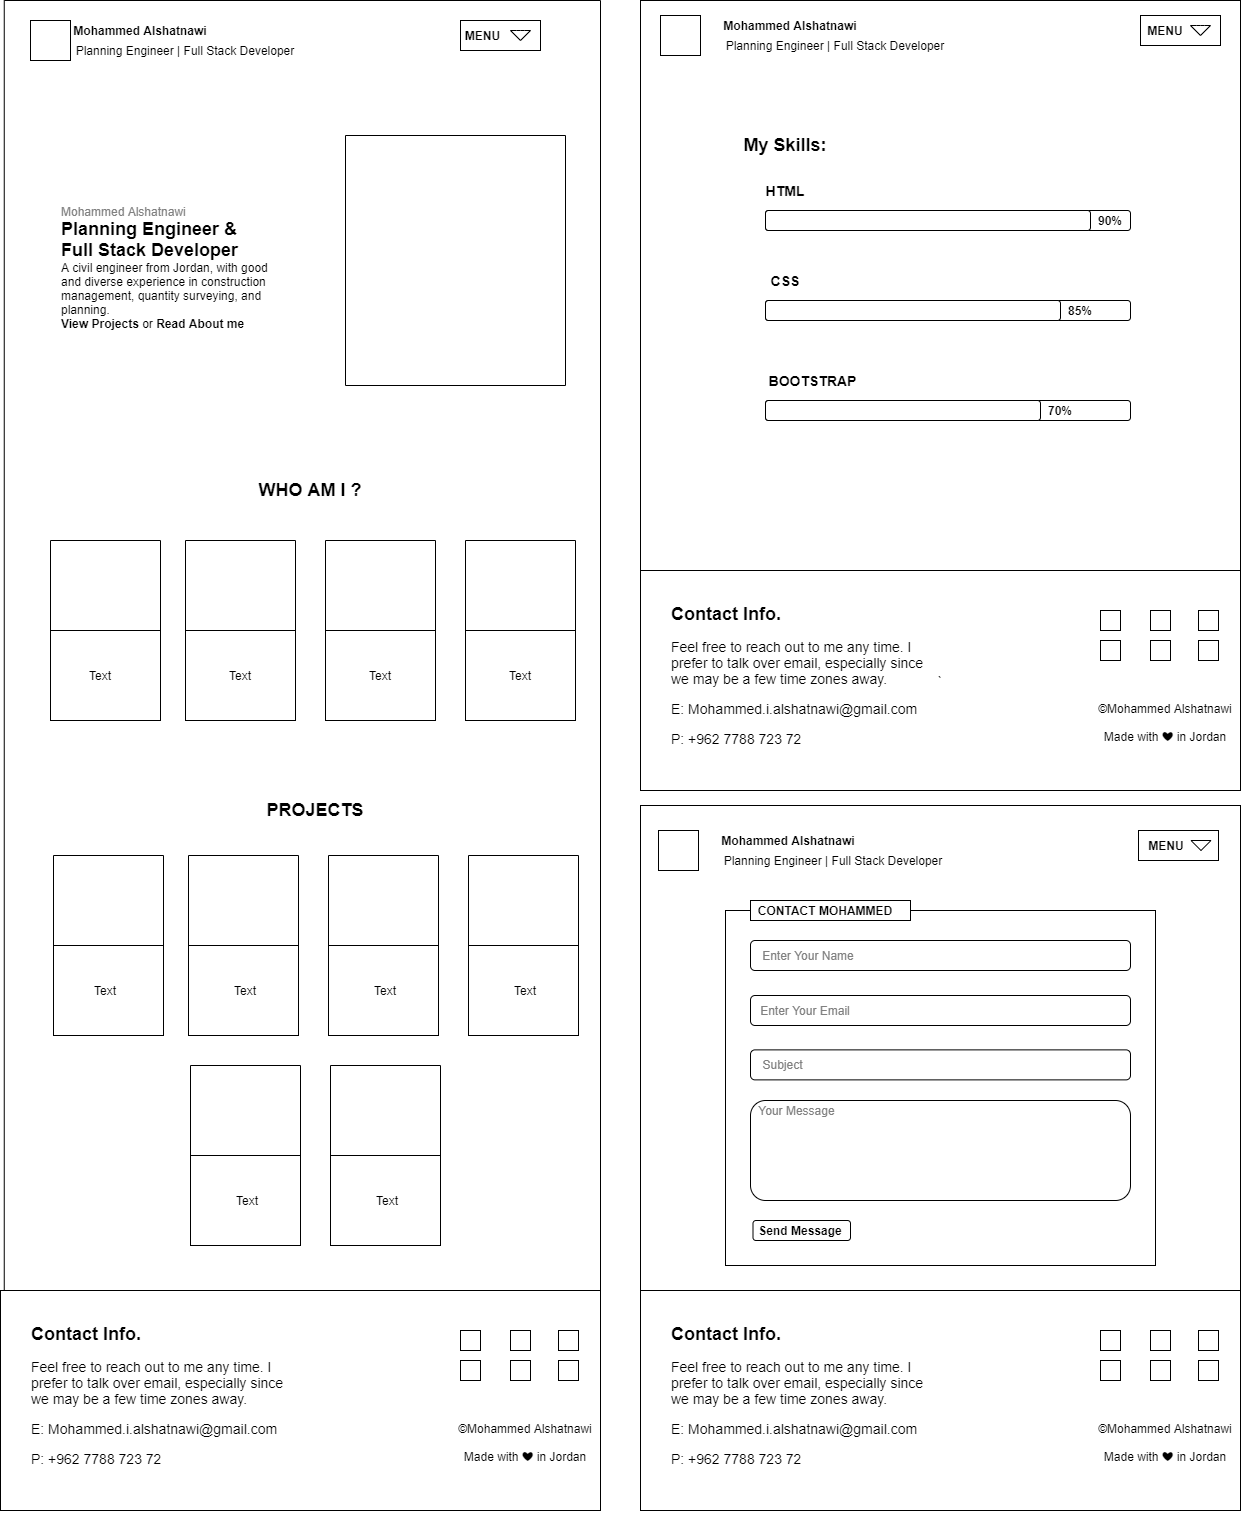 Mohammed Alshatnawi
Planning Engineer | Full Stack Developer
MENU
Mohammed Alshatnawi
Planning Engineer &
Full Stack Developer
A civil engineer from Jordan, with good
and diverse experience in construction
management, quantity surveying, and
planning.
View Projects or Read About me
WHO AM I ?
Text
Text
Text
Text
PROJECTS
Text
Text
Text
Text
Text
Text
Contact Info.
Feel free to reach out to me any time. I
prefer to talk over email, especially since
we may be a few time zones away.
E: Mohammed.i.alshatnawi@gmail.com
P: +962 7788 723 72
©Mohammed Alshatnawi
Made with ❤ in Jordan
Mohammed Alshatnawi
Planning Engineer | Full Stack Developer
MENU
My Skills:
HTML
90%
CSS
85%
BOOTSTRAP
70%
Contact Info.
Feel free to reach out to me any time. I
prefer to talk over email, especially since
we may be a few time zones away.
`
E: Mohammed.i.alshatnawi@gmail.com
P: +962 7788 723 72
©Mohammed Alshatnawi
Made with ❤ in Jordan
Mohammed Alshatnawi
Planning Engineer | Full Stack Developer
MENU
CONTACT MOHAMMED
Enter Your Name
Enter Your Email
Subject
Your Message
Send Message
Contact Info.
Feel free to reach out to me any time. I
prefer to talk over email, especially since
we may be a few time zones away.
E: Mohammed.i.alshatnawi@gmail.com
P: +962 7788 723 72
©Mohammed Alshatnawi
Made with ❤ in Jordan